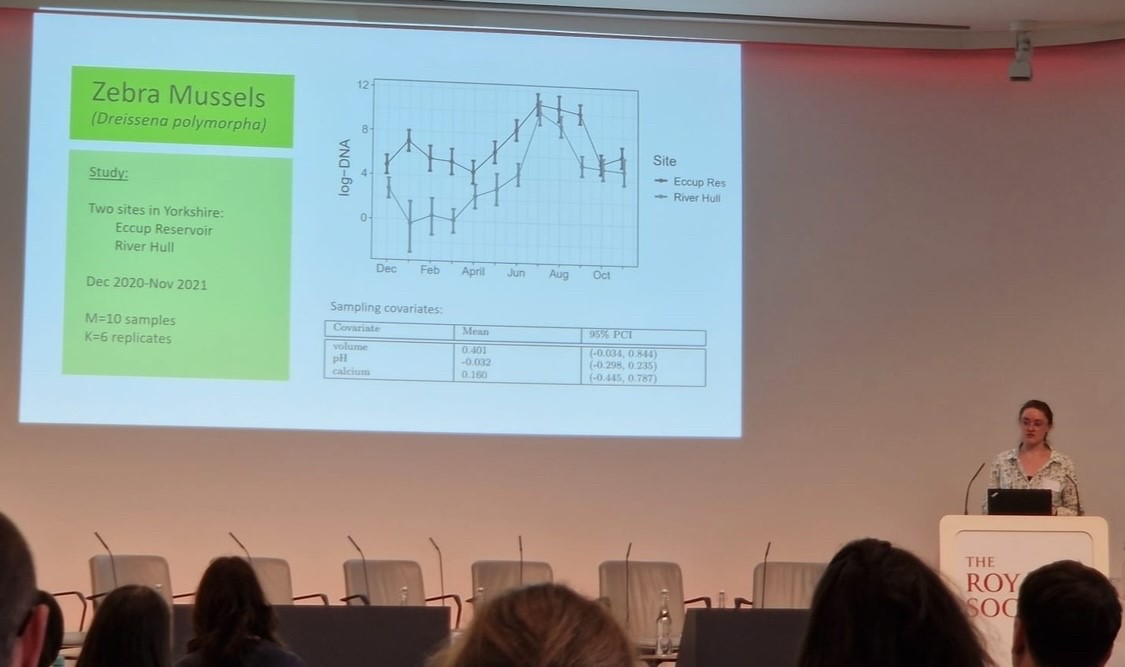 Zebra Mussels
(Dreissena polymorpha)
Study:
Two sites in Yorkshire:
Eccup Reservoir
River Hull
Dec 2020-Nov 2021
M=10 samples
K=6 replicates
12
8
4
0
log-DNA
Dec Feb April Jun Aug Oct
Site
Eccup Res
River Hull
Sampling covariates:
Covariate Mean 95% PCI
volume 0.401 (-0.034, 0.844)
pH -0.032 (-0.298, 0.235)
calcium 0.160 (-0.445, 0.787)
THE
ROY
SOC